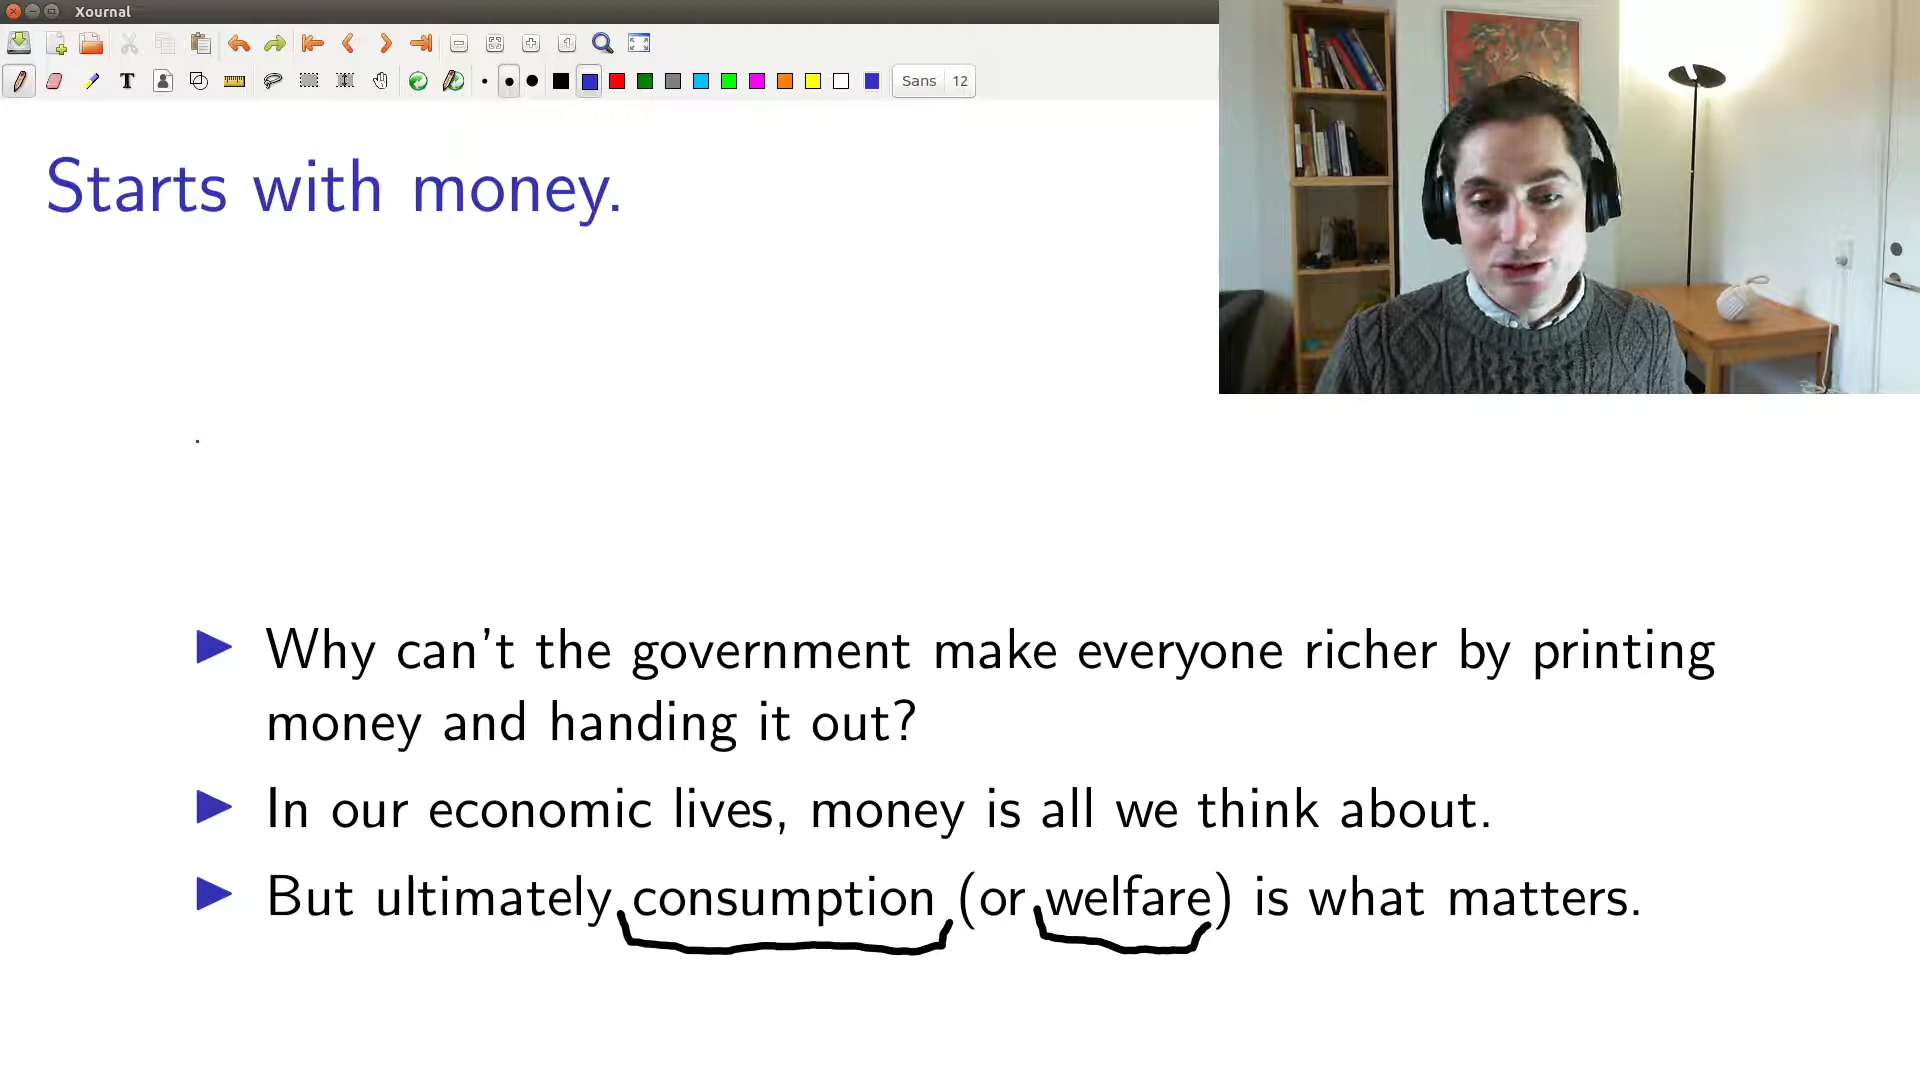 Xournal
Sans 12
Starts with money.
Why can't the government make everyone richer by printing
money and handing it out?
In our economic lives, money is all we think about.
But ultimately consumption (or welfare) is what matters.